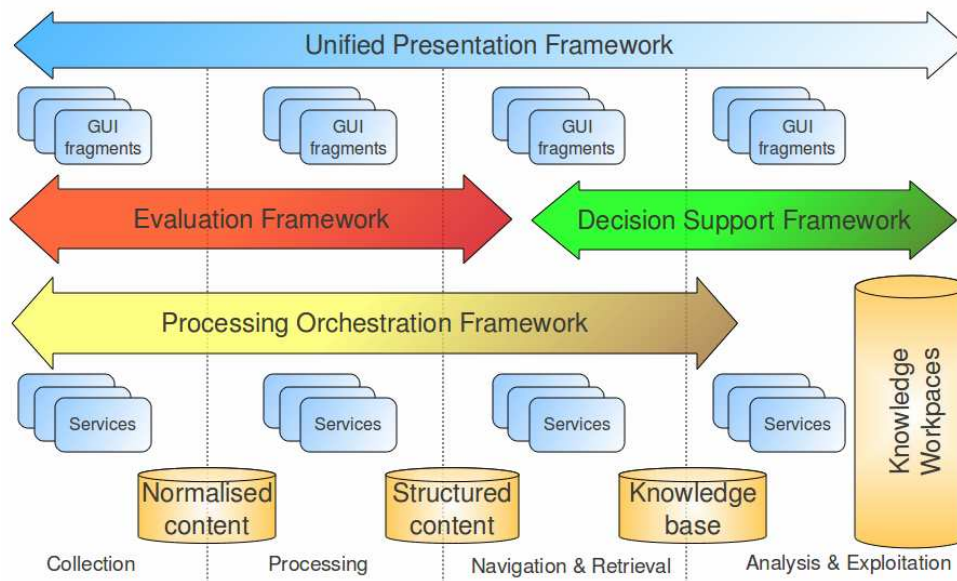 Unified Presentation Framework
GUI
fragments
GUI
fragments
GUI
fragments
GUI
fragments
Evaluation Framework
Decision Support Framework
Processing Orchestration Framework
Services
Services
Services
Services
Knowledge
Workpaces
Normalised
content
Structured
content
Knowledge
base
Collection
Processing
Navigation & Retrieval
Analysis & Exploitation